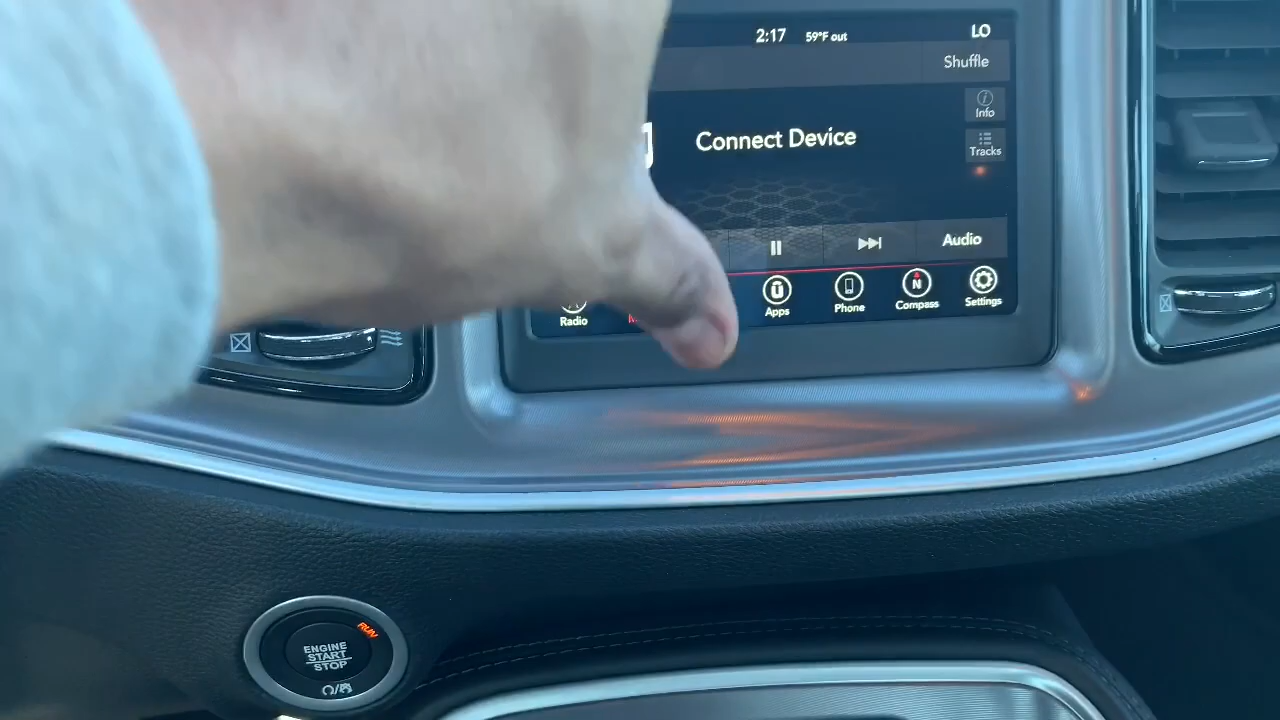 2:17 59°F out LO
Shuffle
Info
Connect Device
Tracks
Audio
Radio
Apps
Phone
N
Compass
Settings
RUN
ENGINE
START
STOP